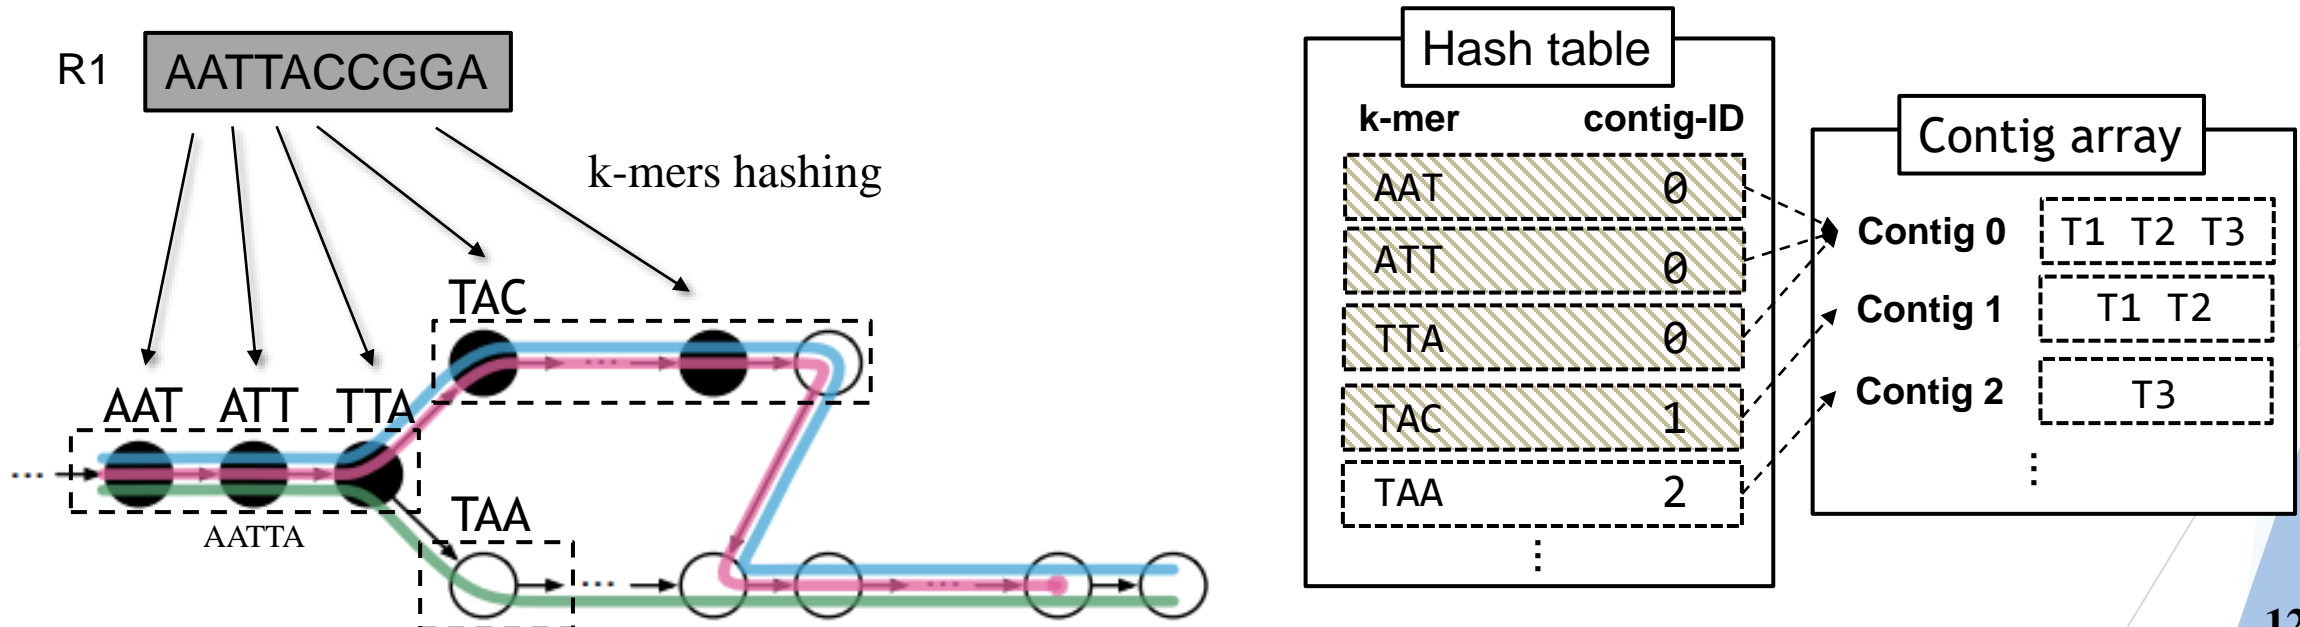 R1 AATTACCGGA
k-mers hashing
TAC
AAT ATT TTA
...
...
AATTA
TAA
...
...
Hash table
k-mer contig-ID
AAT 0
ATT 0
TTA 0
TAC 1
TAA 2
⋮
Contig array
Contig 0 T1 T2 T3
Contig 1 T1 T2
Contig 2 T3
⋮
12